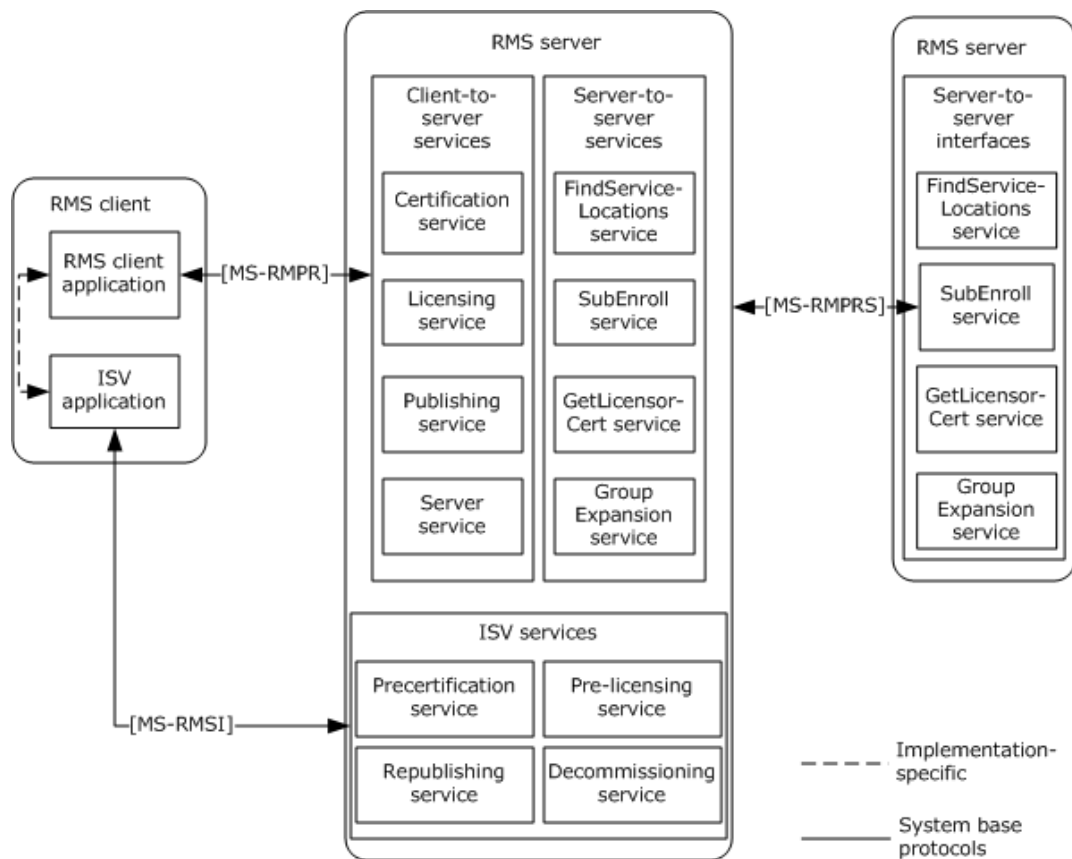 RMS client
RMS client
application
ISV
application
[MS-RMPR]
[MS-RMSI]
RMS server
Client-to-
server
services
Certification
service
Licensing
service
Publishing
service
Server
service
Server-to-
server
services
FindService-
Locations
service
SubEnroll
service
GetLicensor-
Cert service
Group
Expansion
service
ISV services
Precertification
service
Pre-licensing
service
Republishing
service
Decommissioning
service
[MS-RMPRS]
RMS server
Server-to-
server
interfaces
FindService-
Locations
service
SubEnroll
service
GetLicensor-
Cert service
Group
Expansion
service
Implementation-
specific
System base
protocols